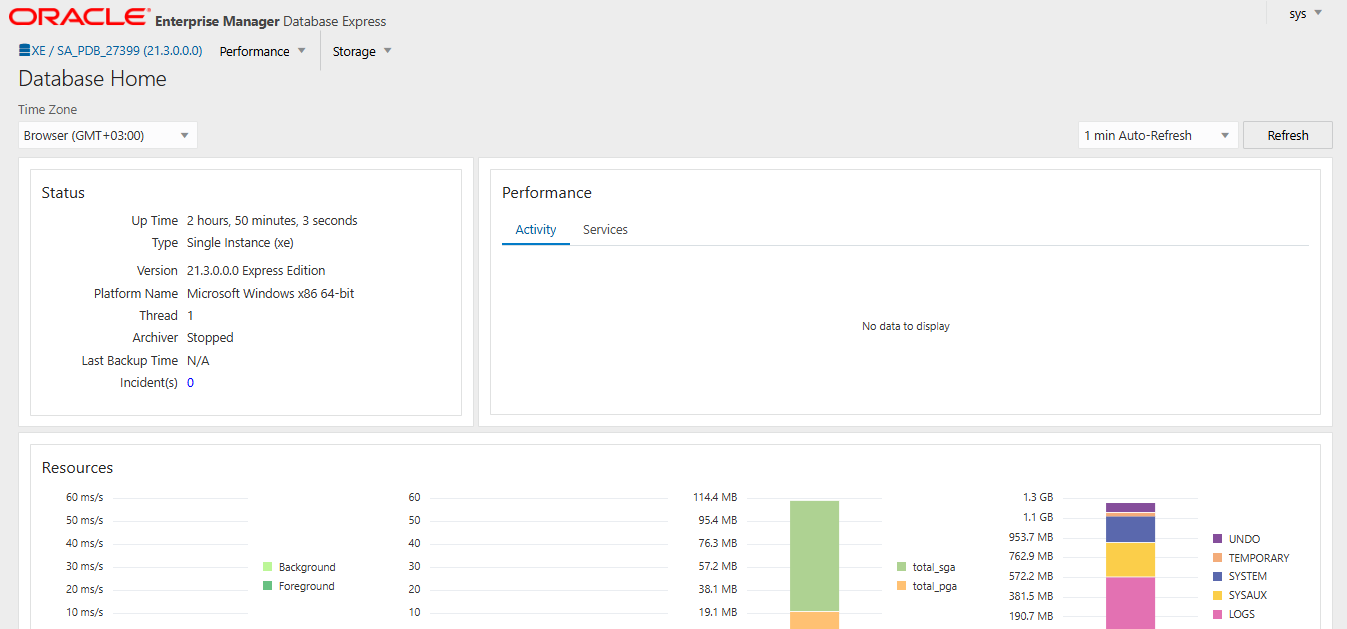 ORACLE Enterprise Manager Database Express
sys
XE / SA_PDB_27399 (21.3.0.0.0) Performance Storage
Database Home
Time Zone
Browser (GMT+03:00) 1 min Auto-Refresh Refresh
Status
Up Time 2 hours, 50 minutes, 3 seconds
Type Single Instance (xe)
Version 21.3.0.0.0 Express Edition
Platform Name Microsoft Windows x86 64-bit
Thread 1
Archiver Stopped
Last Backup Time N/A
Incident(s) 0
Performance
Activity Services
No data to display
Resources
60 ms/s
50 ms/s
40 ms/s
30 ms/s
20 ms/s
10 ms/s
Background
Foreground
60
50
40
30
20
10
114.4 MB
95.4 MB
76.3 MB
57.2 MB
38.1 MB
19.1 MB
total_sga
total_pga
1.3 GB
1.1 GB
953.7 MB
762.9 MB
572.2 MB
381.5 MB
190.7 MB
UNDO
TEMPORARY
SYSTEM
SYSAUX
LOGS